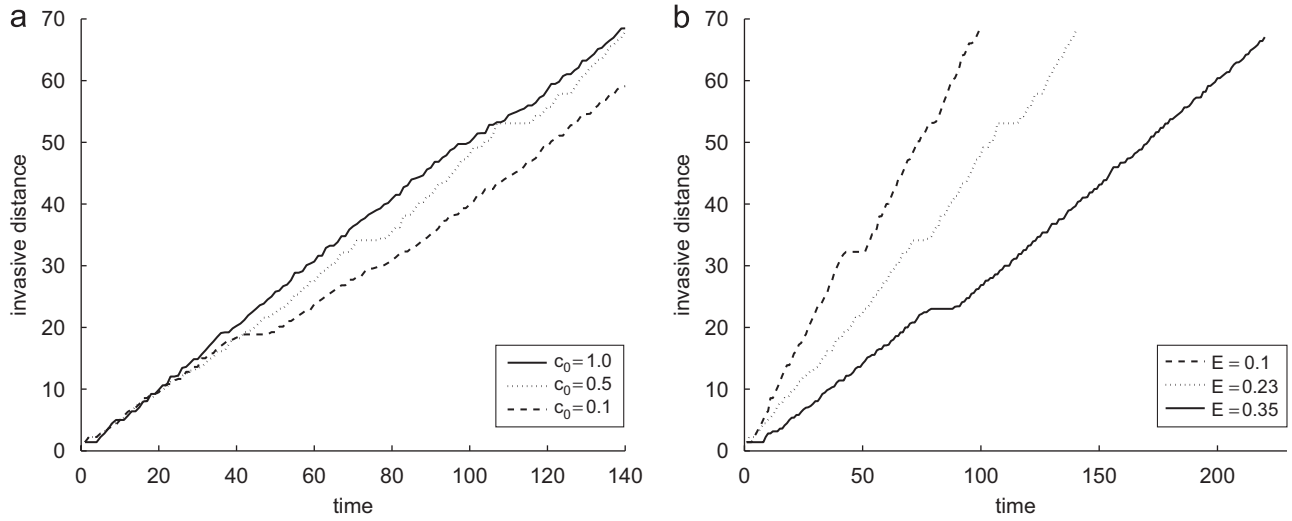 a
70
60
50
40
30
20
10
0
invasive distance
0 20 40 60 80 100 120 140
time
c₀ = 1.0
c₀ = 0.5
c₀ = 0.1
b
70
60
50
40
30
20
10
0
invasive distance
0 50 100 150 200
time
E = 0.1
E = 0.23
E = 0.35